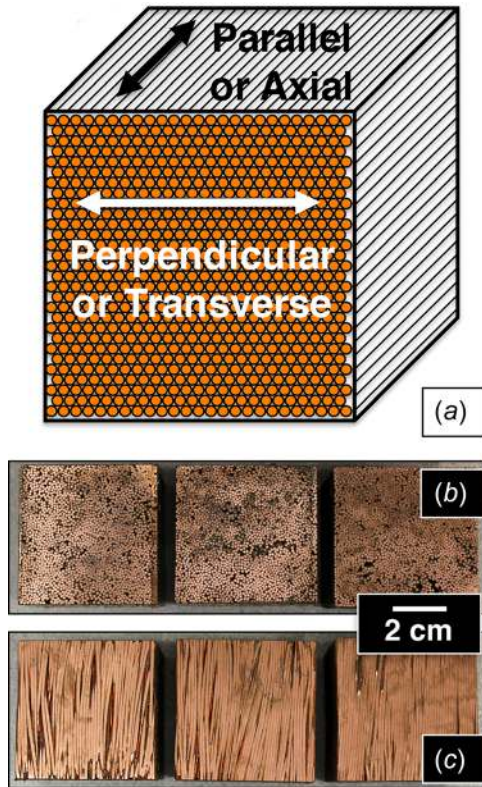 Parallel
or Axial
Perpendicular
or Transverse
(a)
(b)
2 cm
(c)